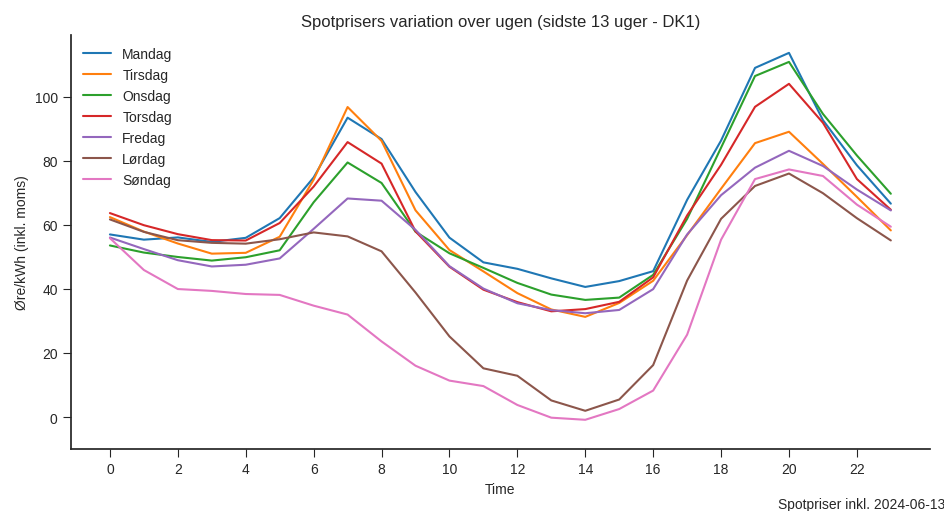 Spotprisers variation over ugen (sidste 13 uger - DK1)
Mandag
Tirsdag
Onsdag
Torsdag
Fredag
Lørdag
Søndag
Øre/kWh (inkl. moms)
100
80
60
40
20
0
0 2 4 6 8 10 12 14 16 18 20 22
Time
Spotpriser inkl. 2024-06-13